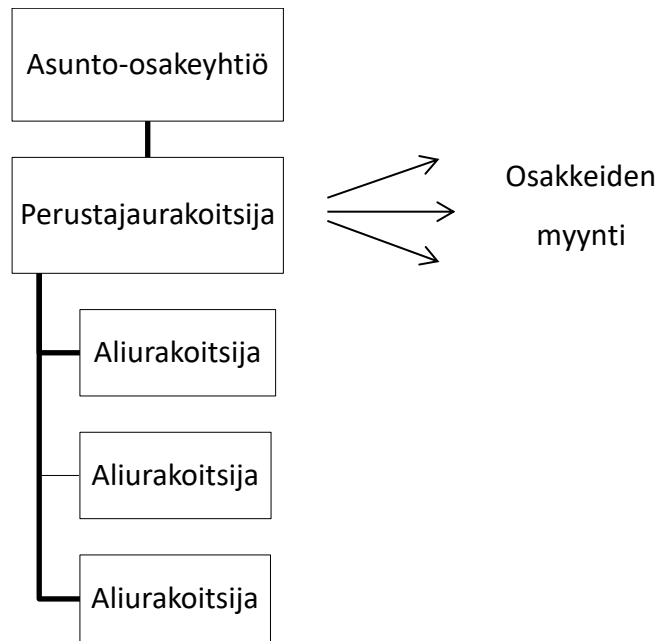 Asunto-osakeyhtiö
Perustajaurakoitsija
Osakkeiden
myynti
Aliurakoitsija
Aliurakoitsija
Aliurakoitsija